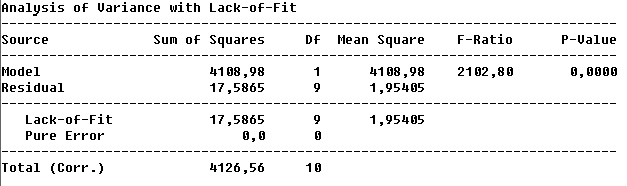 Analysis of Variance with Lack-of-Fit
Source Sum of Squares Df Mean Square F-Ratio P-Value
Model 4108,98 1 4108,98 2102,80 0,0000
Residual 17,5865 9 1,95405
Lack-of-Fit 17,5865 9 1,95405
Pure Error 0,0 0
Total (Corr.) 4126,56 10